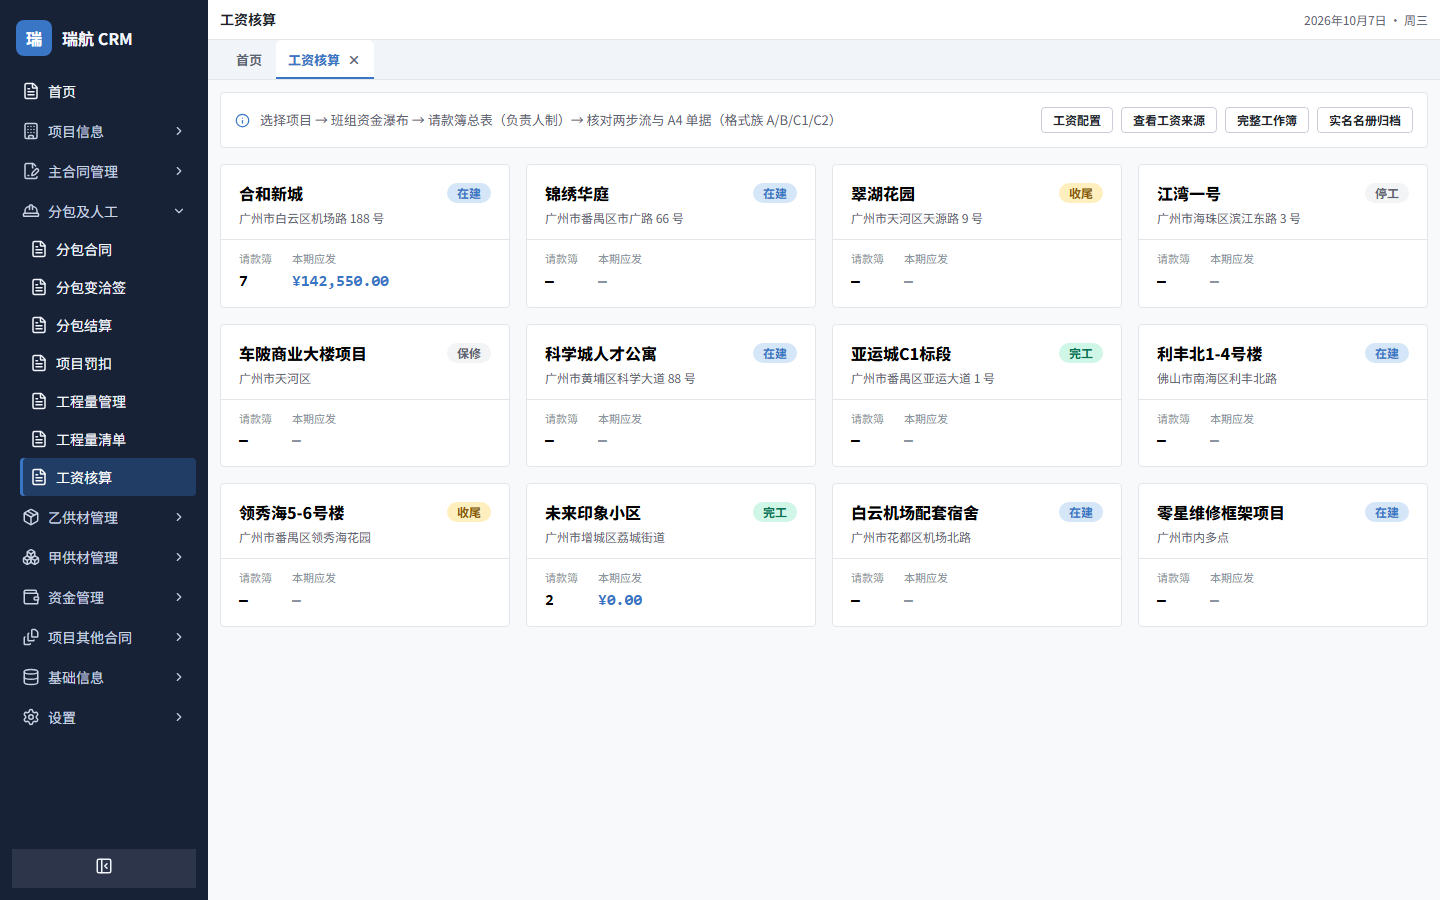 瑞 瑞航 CRM
首页
项目信息
主合同管理
分包及人工
分包合同
分包变洽签
分包结算
项目罚扣
工程量管理
工程量清单
工资核算
乙供材管理
甲供材管理
资金管理
项目其他合同
基础信息
设置
工资核算 2026年10月7日 · 周三
首页 工资核算 ✕
选择项目 → 班组资金瀑布 → 请款簿总表（负责人制）→ 核对两步流与 A4 单据（格式族 A/B/C1/C2） 工资配置 查看工资来源 完整工作簿 实名名册归档
合和新城 在建
广州市白云区机场路 188 号
请款簿 本期应发
7 ¥142,550.00
锦绣华庭 在建
广州市番禺区市广路 66 号
请款簿 本期应发
— —
翠湖花园 收尾
广州市天河区天源路 9 号
请款簿 本期应发
— —
江湾一号 停工
广州市海珠区滨江东路 3 号
请款簿 本期应发
— —
车陂商业大楼项目 保修
广州市天河区
请款簿 本期应发
— —
科学城人才公寓 在建
广州市黄埔区科学大道 88 号
请款簿 本期应发
— —
亚运城C1标段 完工
广州市番禺区亚运大道 1 号
请款簿 本期应发
— —
利丰北1-4号楼 在建
佛山市南海区利丰北路
请款簿 本期应发
— —
领秀海5-6号楼 收尾
广州市番禺区领秀海花园
请款簿 本期应发
— —
未来印象小区 完工
广州市增城区荔城街道
请款簿 本期应发
2 ¥0.00
白云机场配套宿舍 在建
广州市花都区机场北路
请款簿 本期应发
— —
零星维修框架项目 在建
广州市内多点
请款簿 本期应发
— —